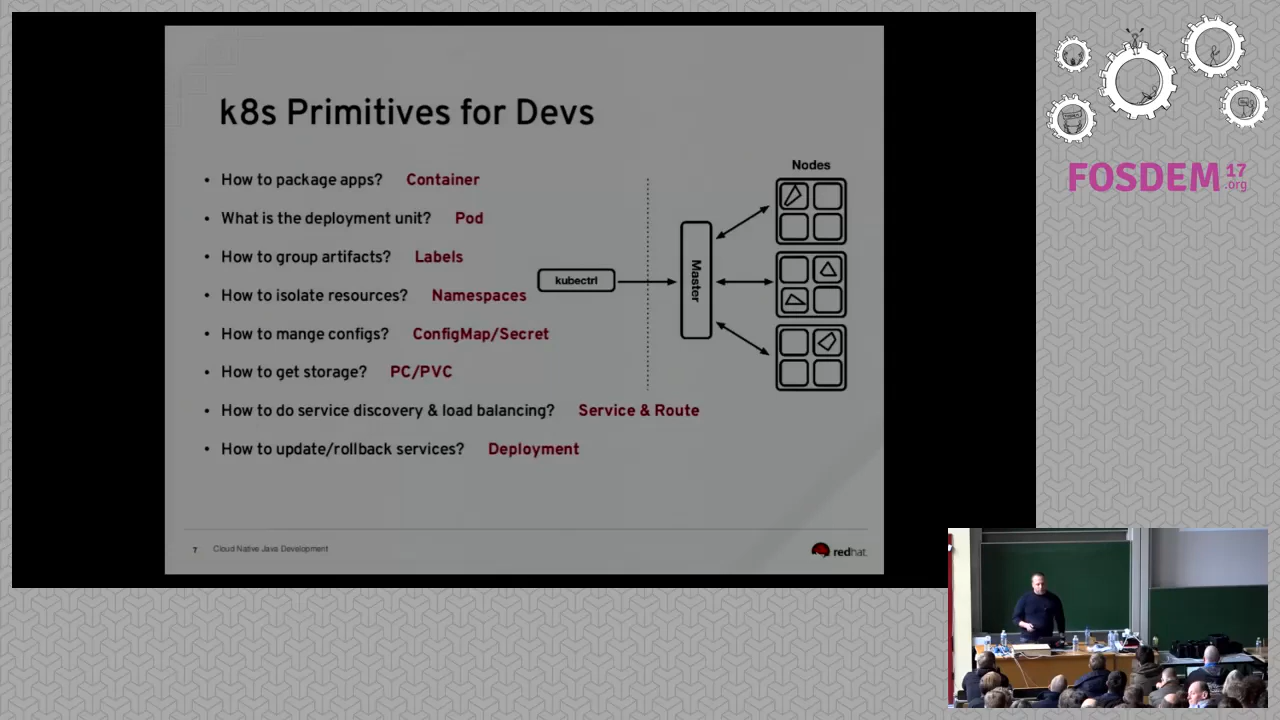 k8s Primitives for Devs
• How to package apps? Container
• What is the deployment unit? Pod
• How to group artifacts? Labels
• How to isolate resources? Namespaces
• How to mange configs? ConfigMap/Secret
• How to get storage? PC/PVC
• How to do service discovery & load balancing? Service & Route
• How to update/rollback services? Deployment
kubectrl
Master
Nodes
7 Cloud Native Java Development
redhat.
FOSDEM 17 .org